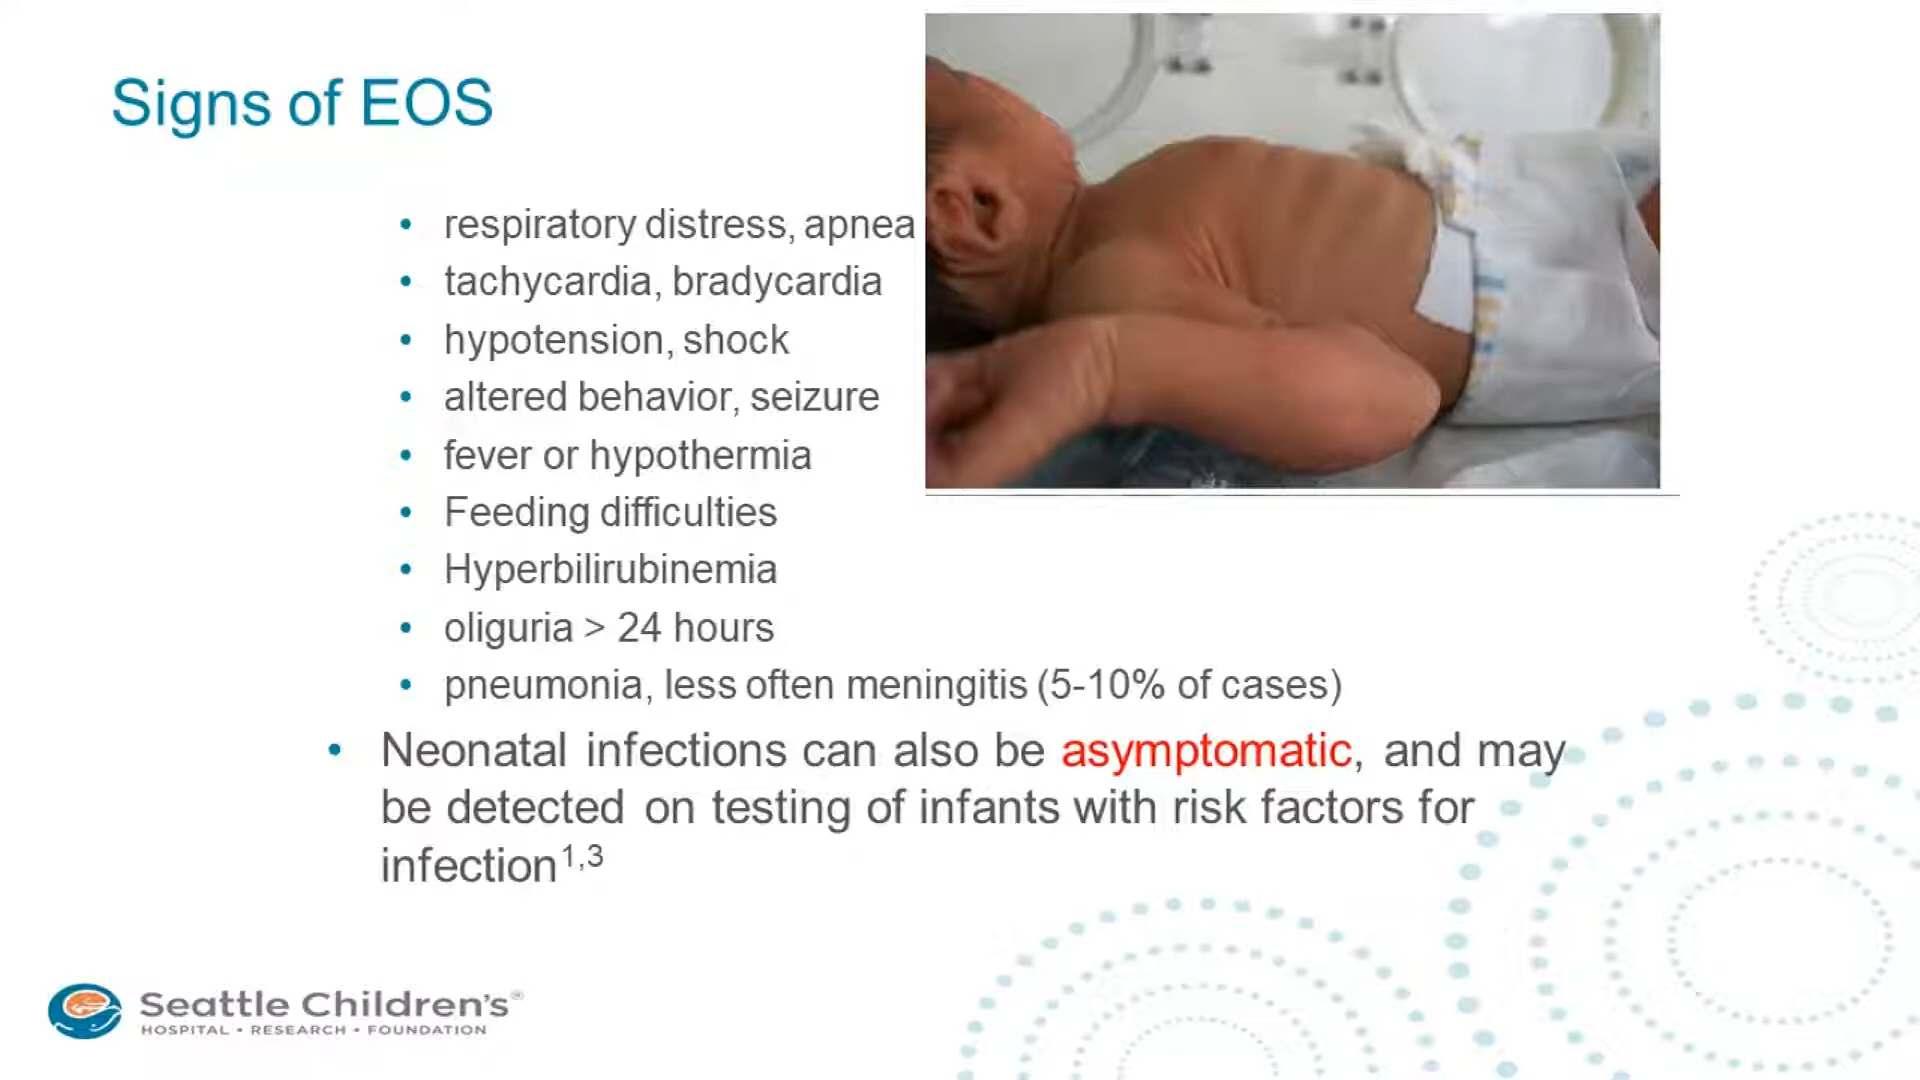 Signs of EOS
• respiratory distress, apnea
• tachycardia, bradycardia
• hypotension, shock
• altered behavior, seizure
• fever or hypothermia
• Feeding difficulties
• Hyperbilirubinemia
• oliguria > 24 hours
• pneumonia, less often meningitis (5-10% of cases)
• Neonatal infections can also be asymptomatic, and may
be detected on testing of infants with risk factors for
infection1,3
Seattle Children's®
HOSPITAL • RESEARCH • FOUNDATION